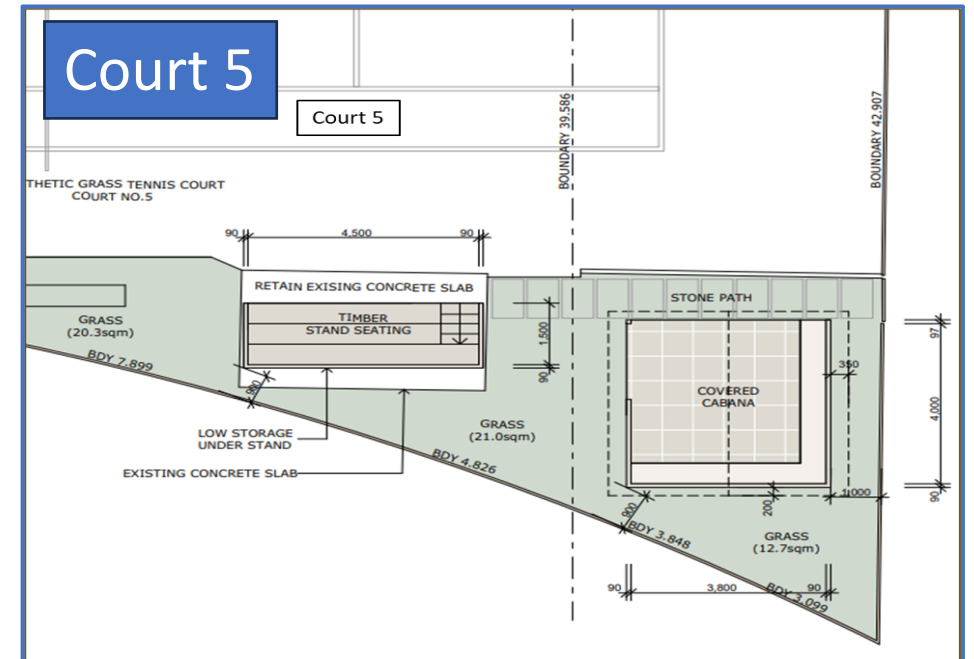 Court 5
Court 5
BOUNDARY 39.586
BOUNDARY 42.907
THETIC GRASS TENNIS COURT
COURT NO.5
90
4,500
90
RETAIN EXISING CONCRETE SLAB
STONE PATH
GRASS
(20.3sqm)
TIMBER
STAND SEATING
1,500
90
97
350
BDY 7.899
900
COVERED
CABANA
4,000
LOW STORAGE
UNDER STAND
GRASS
(21.0sqm)
EXISTING CONCRETE SLAB
BDY 4.826
1,000
90
200
900
BDY 3.848
GRASS
(12.7sqm)
90
3,800
90
BDY 3.099